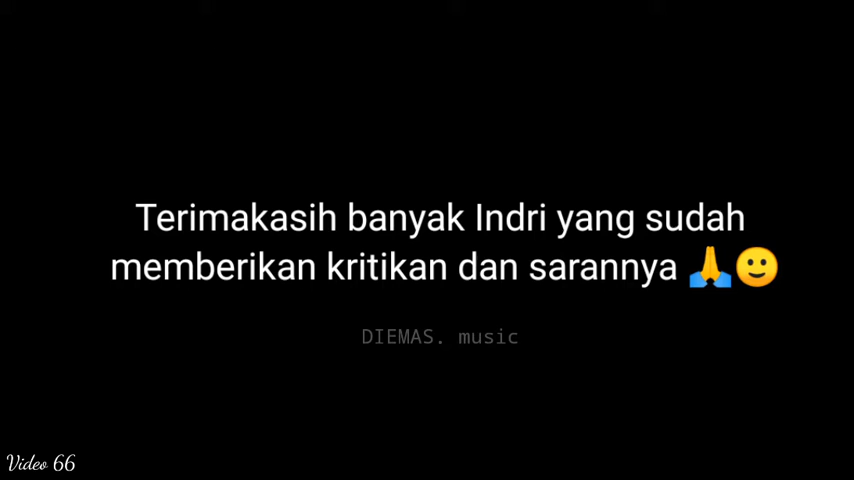 Terimakasih banyak Indri yang sudah
memberikan kritikan dan sarannya 🙏🙂
DIEMAS. music
Video 66